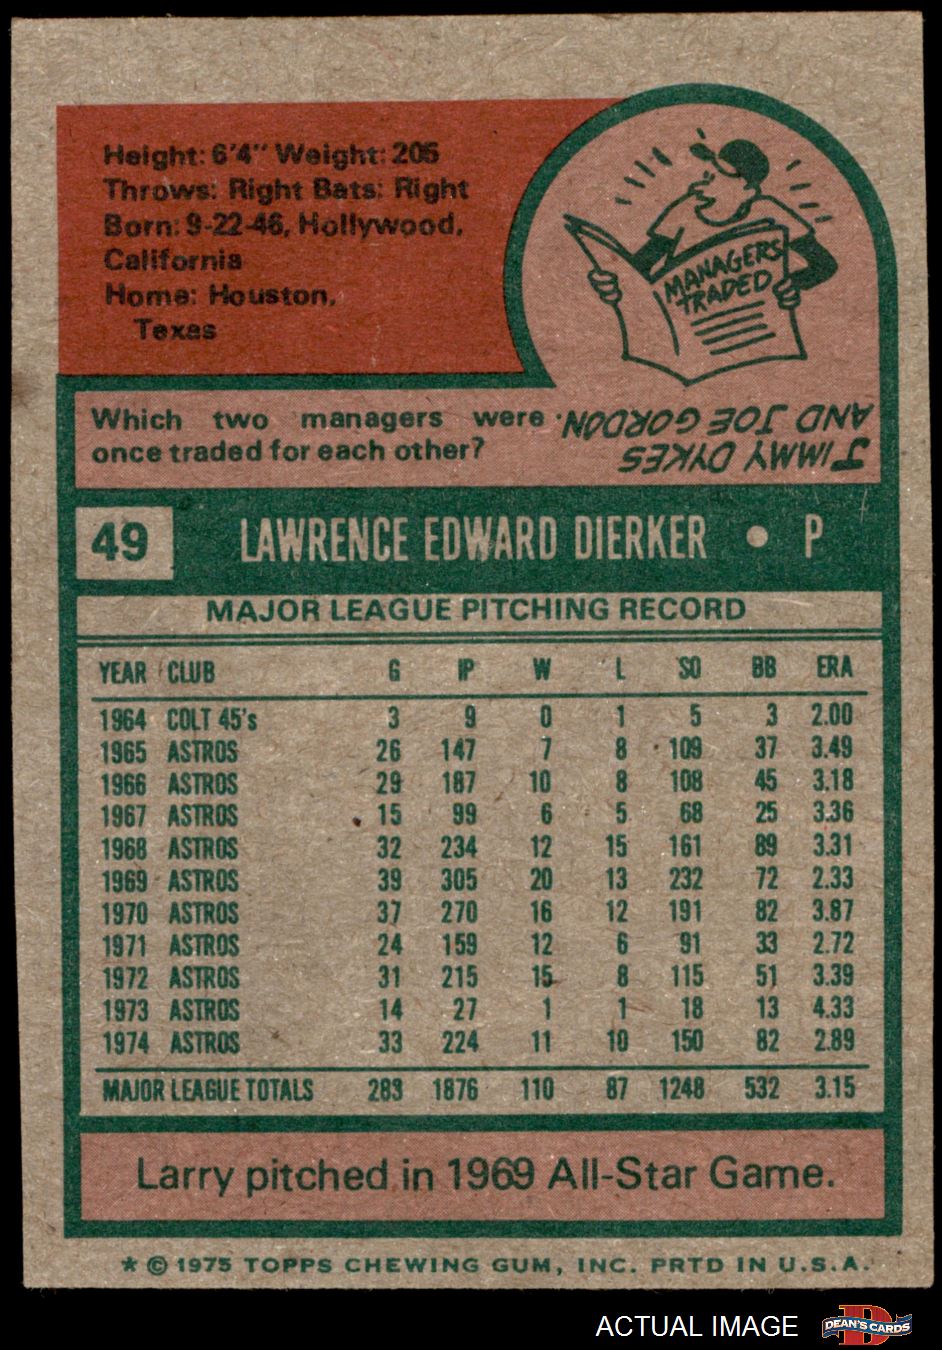 Height: 6'4" Weight: 205
Throws: Right Bats: Right
Born: 9-22-46, Hollywood,
California
Home: Houston,
Texas
MANAGERS
TRADED
Which two managers were
once traded for each other?
JIMMY DYKES
AND JOE GORDON.
49 LAWRENCE EDWARD DIERKER • P
MAJOR LEAGUE PITCHING RECORD
YEAR CLUB G IP W L SO BB ERA
1964 COLT 45's 3 9 0 1 5 3 2.00
1965 ASTROS 26 147 7 8 109 37 3.49
1966 ASTROS 29 187 10 8 108 45 3.18
1967 ASTROS 15 99 6 5 68 25 3.36
1968 ASTROS 32 234 12 15 161 89 3.31
1969 ASTROS 39 305 20 13 232 72 2.33
1970 ASTROS 37 270 16 12 191 82 3.87
1971 ASTROS 24 159 12 6 91 33 2.72
1972 ASTROS 31 215 15 8 115 51 3.39
1973 ASTROS 14 27 1 1 18 13 4.33
1974 ASTROS 33 224 11 10 150 82 2.89
MAJOR LEAGUE TOTALS 283 1876 110 87 1248 532 3.15
Larry pitched in 1969 All-Star Game.
* © 1975 TOPPS CHEWING GUM, INC. PRTD IN U.S.A.
ACTUAL IMAGE
D
DEAN'S CARDS